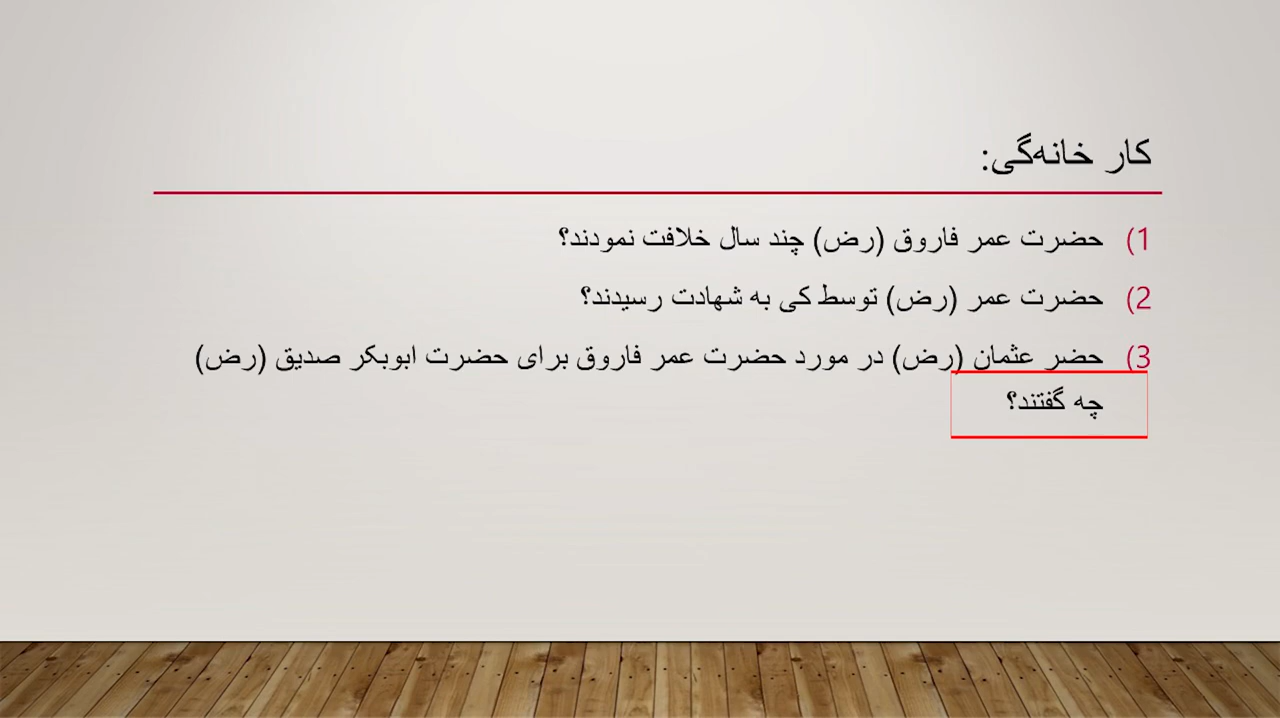 کار خانه‌گی:
1) حضرت عمر فاروق (رض) چند سال خلافت نمودند؟
2) حضرت عمر (رض) توسط کی به شهادت رسیدند؟
3) حضر عثمان (رض) در مورد حضرت عمر فاروق برای حضرت ابوبکر صدیق (رض)
چه گفتند؟